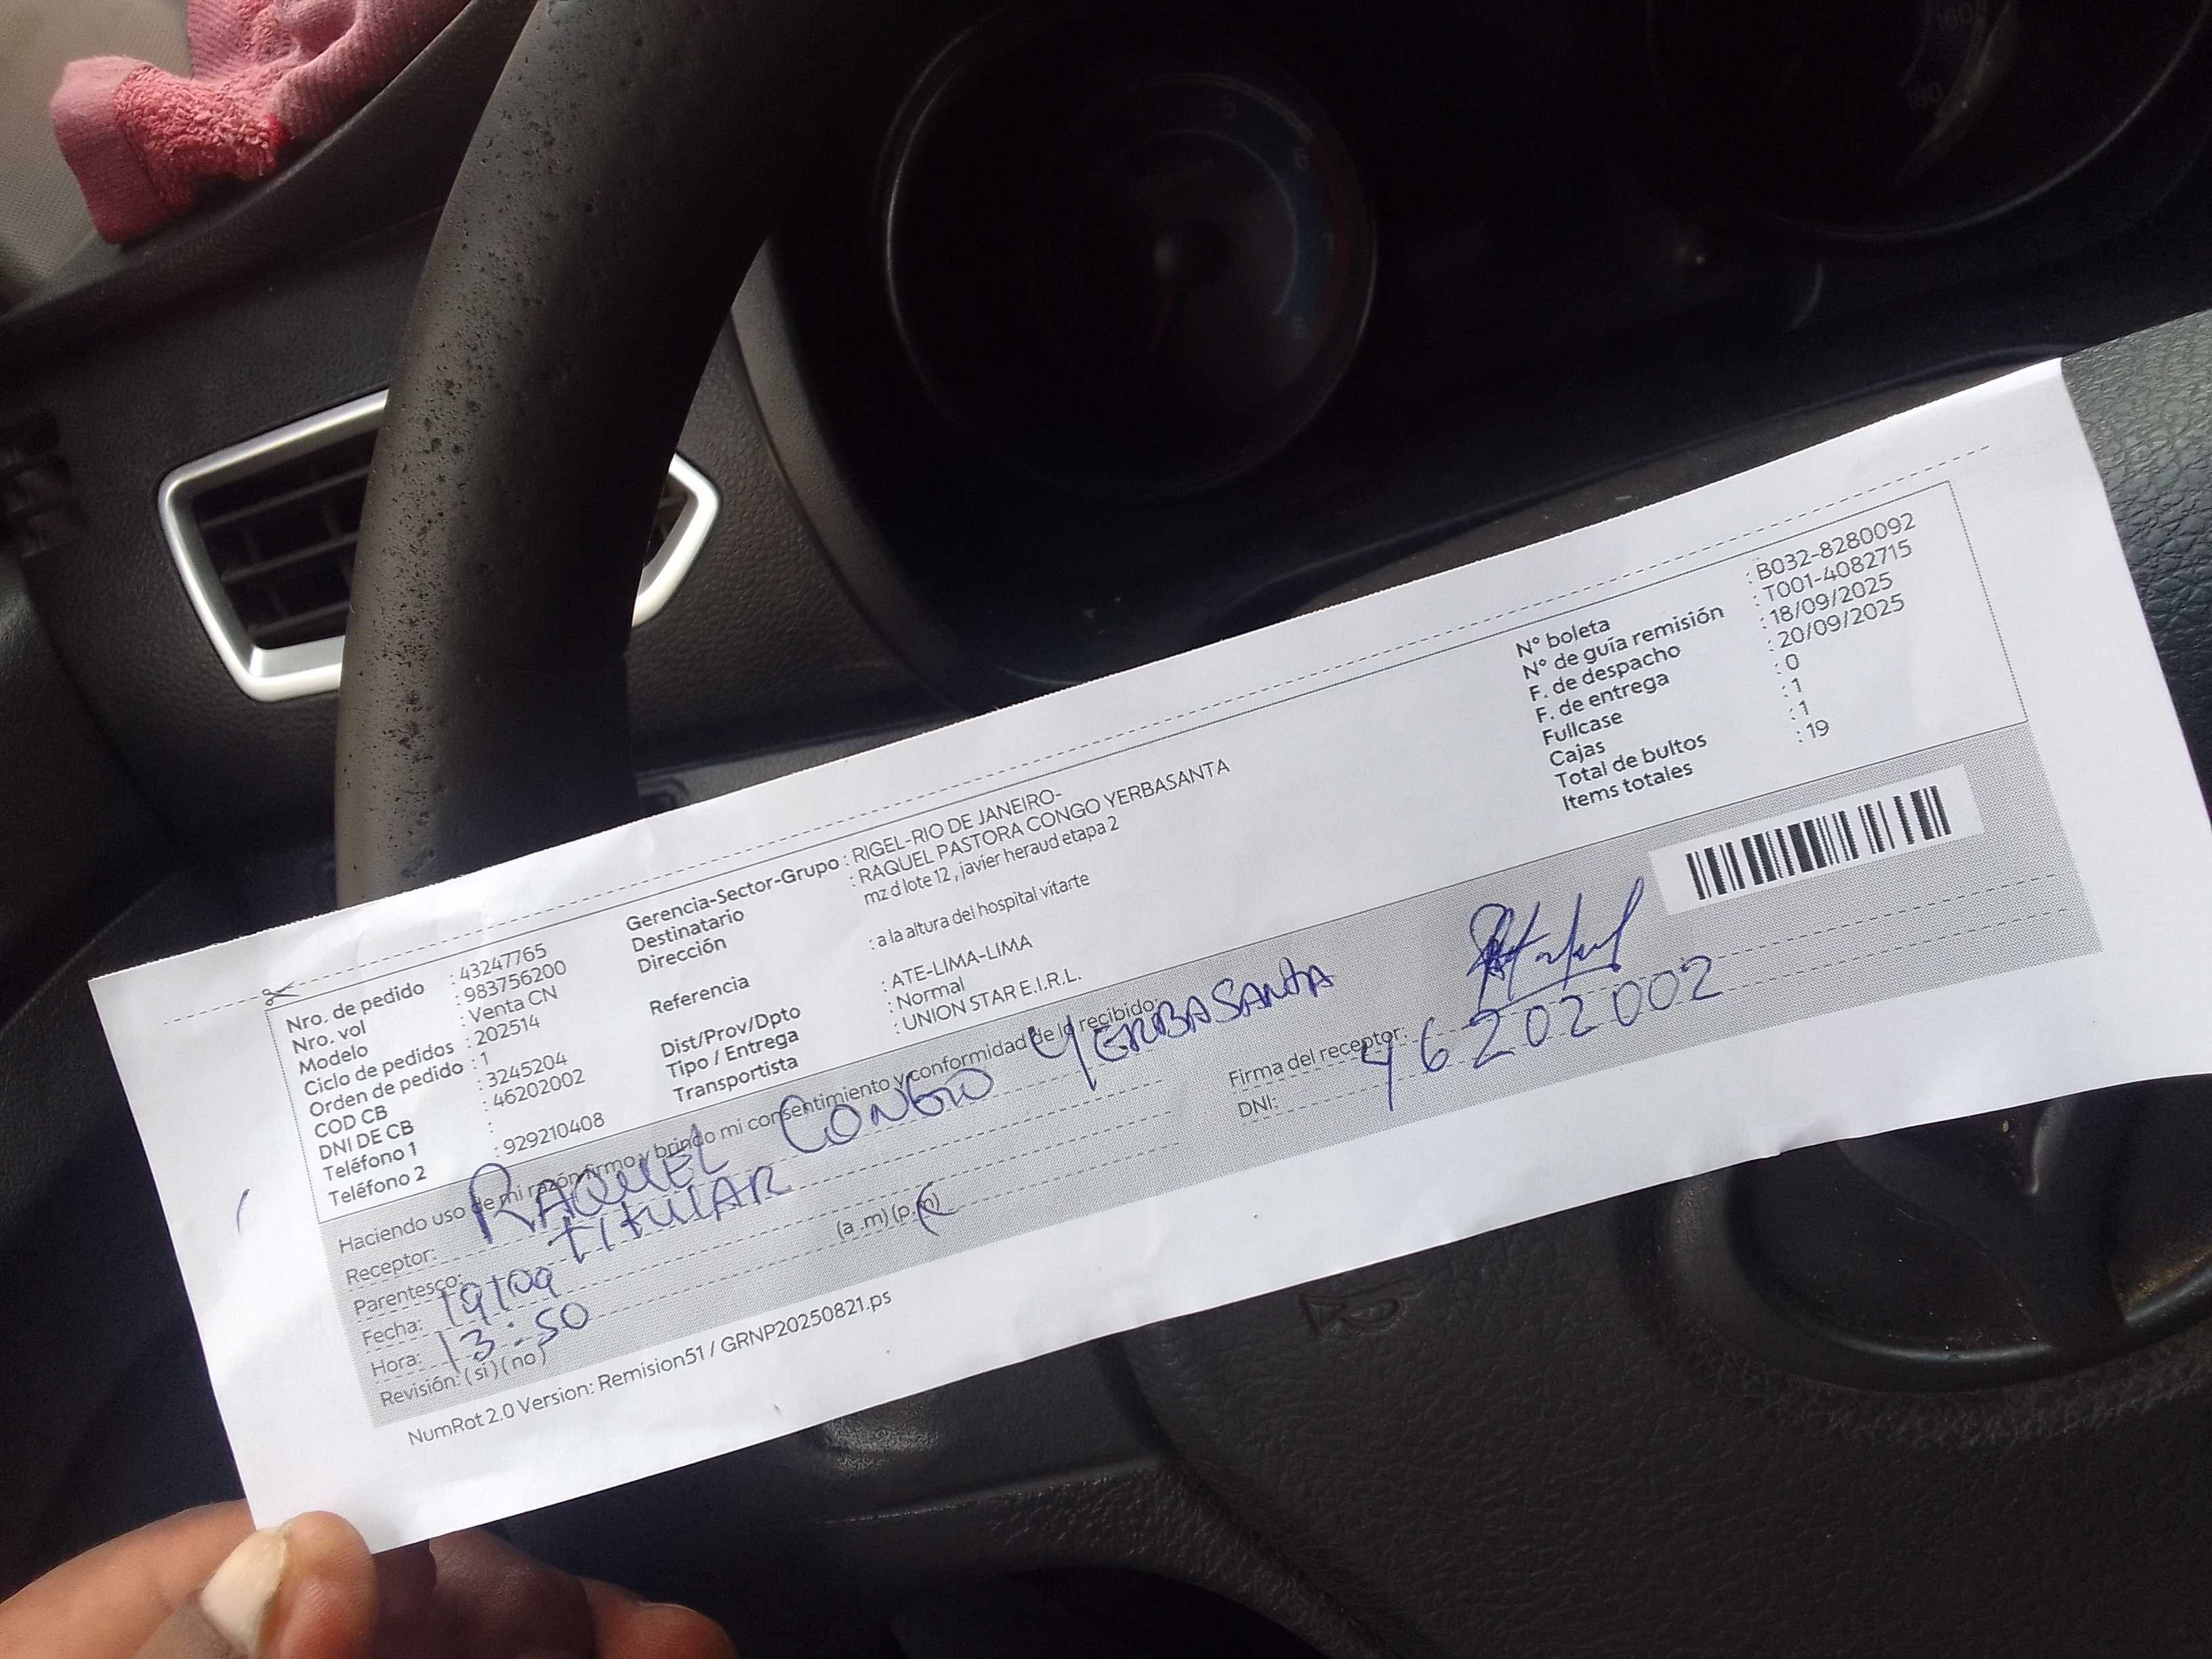 Nro. de pedido : 43247765
Nro. vol : 983756200
Modelo : Venta CN
Ciclo de pedidos : 202514
Orden de pedido : 1
COD CB : 3245204
DNI DE CB : 46202002
Teléfono 1 :
Teléfono 2 : 929210408
Gerencia-Sector-Grupo : RIGEL-RIO DE JANEIRO-
Destinatario : RAQUEL PASTORA CONGO YERBASANTA
Dirección mz d lote 12 , javier heraud etapa 2
Referencia : a la altura del hospital vitarte
Dist/Prov/Dpto : ATE-LIMA-LIMA
Tipo / Entrega : Normal
Transportista : UNION STAR E.I.R.L.
N° boleta : B032-8280092
N° de guía remisión : T001-4082715
F. de despacho : 18/09/2025
F. de entrega : 20/09/2025
Fullcase : 0
Cajas : 1
Total de bultos : 1
Items totales : 19
Haciendo uso de mi razón firmo y brindo mi consentimiento y conformidad de lo recibido:
Receptor: RAQUEL CONGO YERBASANTA
Parentesco: TITULAR
Fecha: 19/09
Hora: 13:50 (a .m) (p.m)
Revisión: (si) (no)
Firma del receptor:
DNI: 46202002
NumRot 2.0 Version: Remision51 / GRNP20250821.ps